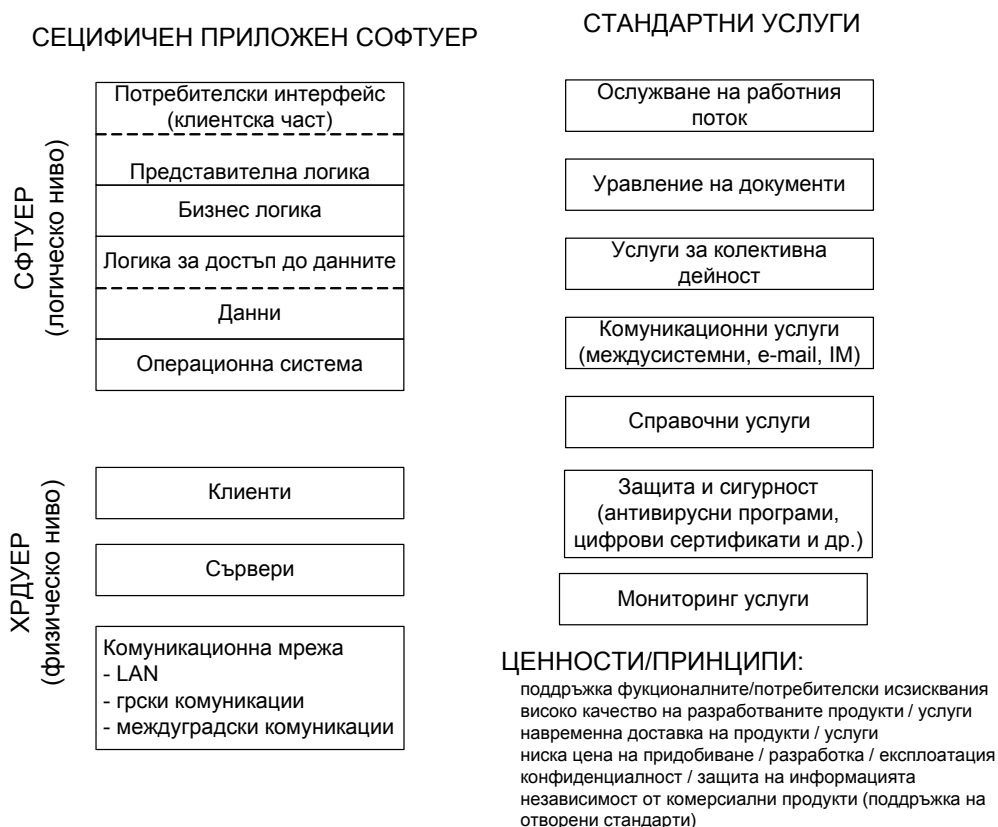 СЕЦИФИЧЕН ПРИЛОЖЕН СОФТУЕР
СФТУЕР
(логическо ниво)
Потребителски интерфейс
(клиентска част)
Представителна логика
Бизнес логика
Логика за достъп до данните
Данни
Операционна система
ХРДУЕР
(физическо ниво)
Клиенти
Сървери
Комуникационна мрежа
- LAN
- грски комуникации
- междуградски комуникации
СТАНДАРТНИ УСЛУГИ
Ослужване на работния
поток
Уравление на документи
Услуги за колективна
дейност
Комуникационни услуги
(междусистемни, e-mail, IM)
Справочни услуги
Защита и сигурност
(антивирусни програми,
цифрови сертификати и др.)
Мониторинг услуги
ЦЕННОСТИ/ПРИНЦИПИ:
поддръжка фукционалните/потребителски исзисквания
високо качество на разработваните продукти / услуги
навременна доставка на продукти / услуги
ниска цена на придобиване / разработка / експлоатация
конфиденциалност / защита на информацията
независимост от комерсиални продукти (поддръжка на
отворени стандарти)